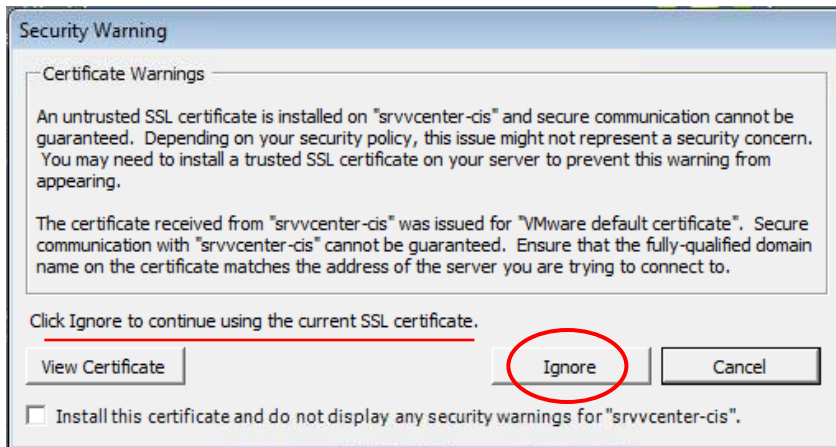 Security Warning
Certificate Warnings
An untrusted SSL certificate is installed on "srvvcenter-cis" and secure communication cannot be
guaranteed. Depending on your security policy, this issue might not represent a security concern.
You may need to install a trusted SSL certificate on your server to prevent this warning from
appearing.
The certificate received from "srvvcenter-cis" was issued for "VMware default certificate". Secure
communication with "srvvcenter-cis" cannot be guaranteed. Ensure that the fully-qualified domain
name on the certificate matches the address of the server you are trying to connect to.
Click Ignore to continue using the current SSL certificate.
View Certificate
Ignore
Cancel
Install this certificate and do not display any security warnings for "srvvcenter-cis".